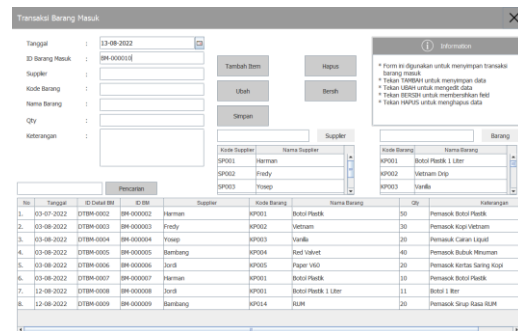 Transaksi Barang Masuk
Tanggal : 13-08-2022
ID Barang Masuk : BM-000010
Supplier :
Kode Barang :
Nama Barang :
Qty :
Keterangan :
Tambah Item Hapus
Ubah Bersih
Simpan
Information
* Form ini digunakan untuk menyimpan transaksi
barang masuk
* Tekan TAMBAH untuk menyimpan data
* Tekan UBAH untuk mengedit data
* Tekan BERSIH untuk membersihkan field
* Tekan HAPUS untuk menghapus data
Supplier
Kode Supplier Nama Supplier
SP001 Harman
SP002 Fredy
SP003 Yosep
Barang
Kode Barang Nama Barang
KP001 Botol Plastik 1 Liter
KP002 Vietnam Drip
KP003 Vanilla
Pencarian
No Tanggal ID Detail BM ID BM Supplier Kode Barang Nama Barang Qty Keterangan
1. 03-07-2022 DTBM-0002 BM-000002 Harman KP001 Botol Plastik 50 Pemasok Botol Plastik
2. 03-08-2022 DTBM-0003 BM-000003 Fredy KP002 Vietnam 30 Pemasok Kopi Vietnam
3. 03-08-2022 DTBM-0004 BM-000004 Yosep KP003 Vanilla 20 Pemasuk Cairan Liquid
4. 03-08-2022 DTBM-0005 BM-000005 Bambang KP004 Red Valvet 40 Pemasok Bubuk Minuman
5. 03-08-2022 DTBM-0006 BM-000006 Jordi KP005 Paper V60 20 Pemasok Kertas Saring Kopi
6. 03-08-2022 DTBM-0007 BM-000007 Harman KP001 Botol Plastik 10 Pemasok Botol Plastik
7. 12-08-2022 DTBM-0008 BM-000008 Jordi KP001 Botol Plastik 1 Liter 11 Botol 1 liter
8. 12-08-2022 DTBM-0009 BM-000009 Bambang KP014 RUM 20 Pemasok Sirup Rasa RUM